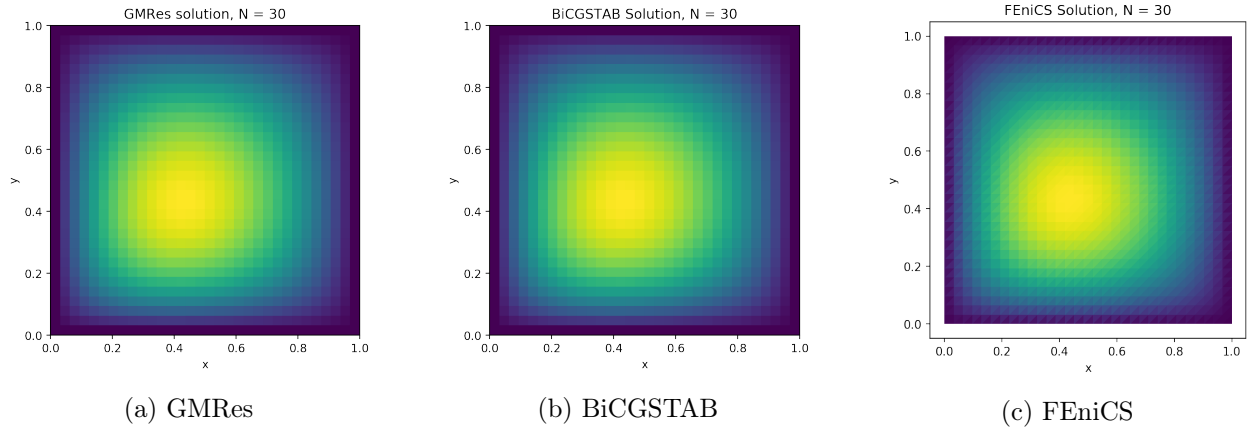 GMRes solution, N = 30
1.0
0.8
0.6
0.4
0.2
0.0
y
0.0 0.2 0.4 0.6 0.8 1.0
x
(a) GMRes
BiCGSTAB Solution, N = 30
1.0
0.8
0.6
0.4
0.2
0.0
y
0.0 0.2 0.4 0.6 0.8 1.0
x
(b) BiCGSTAB
FEniCS Solution, N = 30
1.0
0.8
0.6
0.4
0.2
0.0
y
0.0 0.2 0.4 0.6 0.8 1.0
x
(c) FEniCS